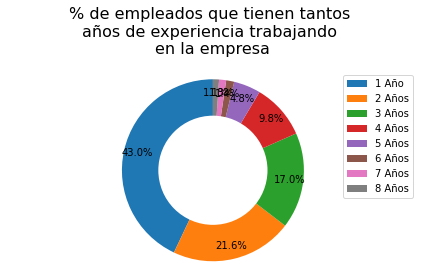 % de empleados que tienen tantos
años de experiencia trabajando
en la empresa
1 Año
2 Años
3 Años
4 Años
5 Años
6 Años
7 Años
8 Años
4.8%
9.8%
43.0%
17.0%
21.6%